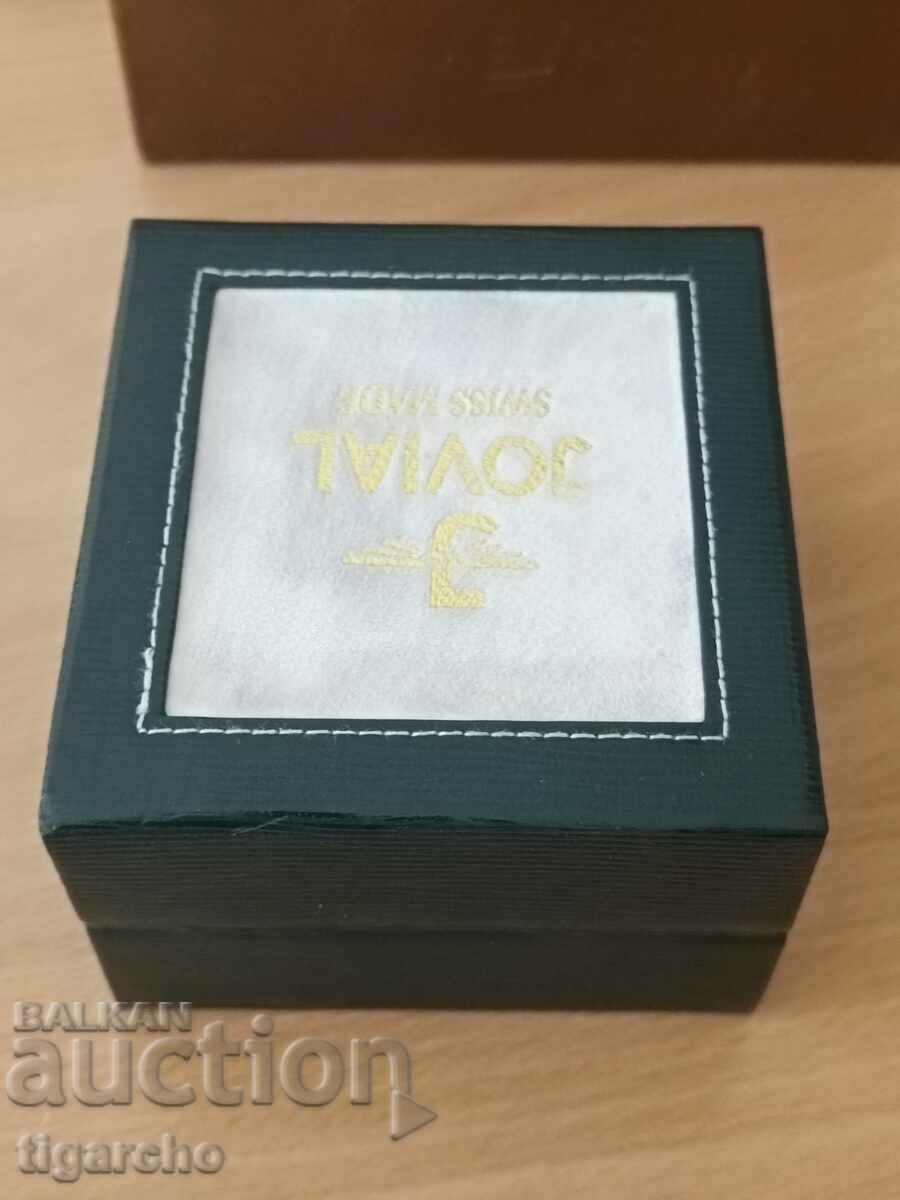 J
JOVIAL
SWISS MADE
BALKAN
auction
tigarcho